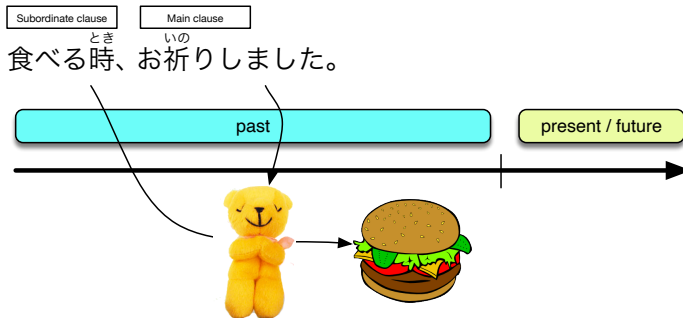 Subordinate clause
Main clause
とき
いの
食べる時、お祈りしました。
past
present / future